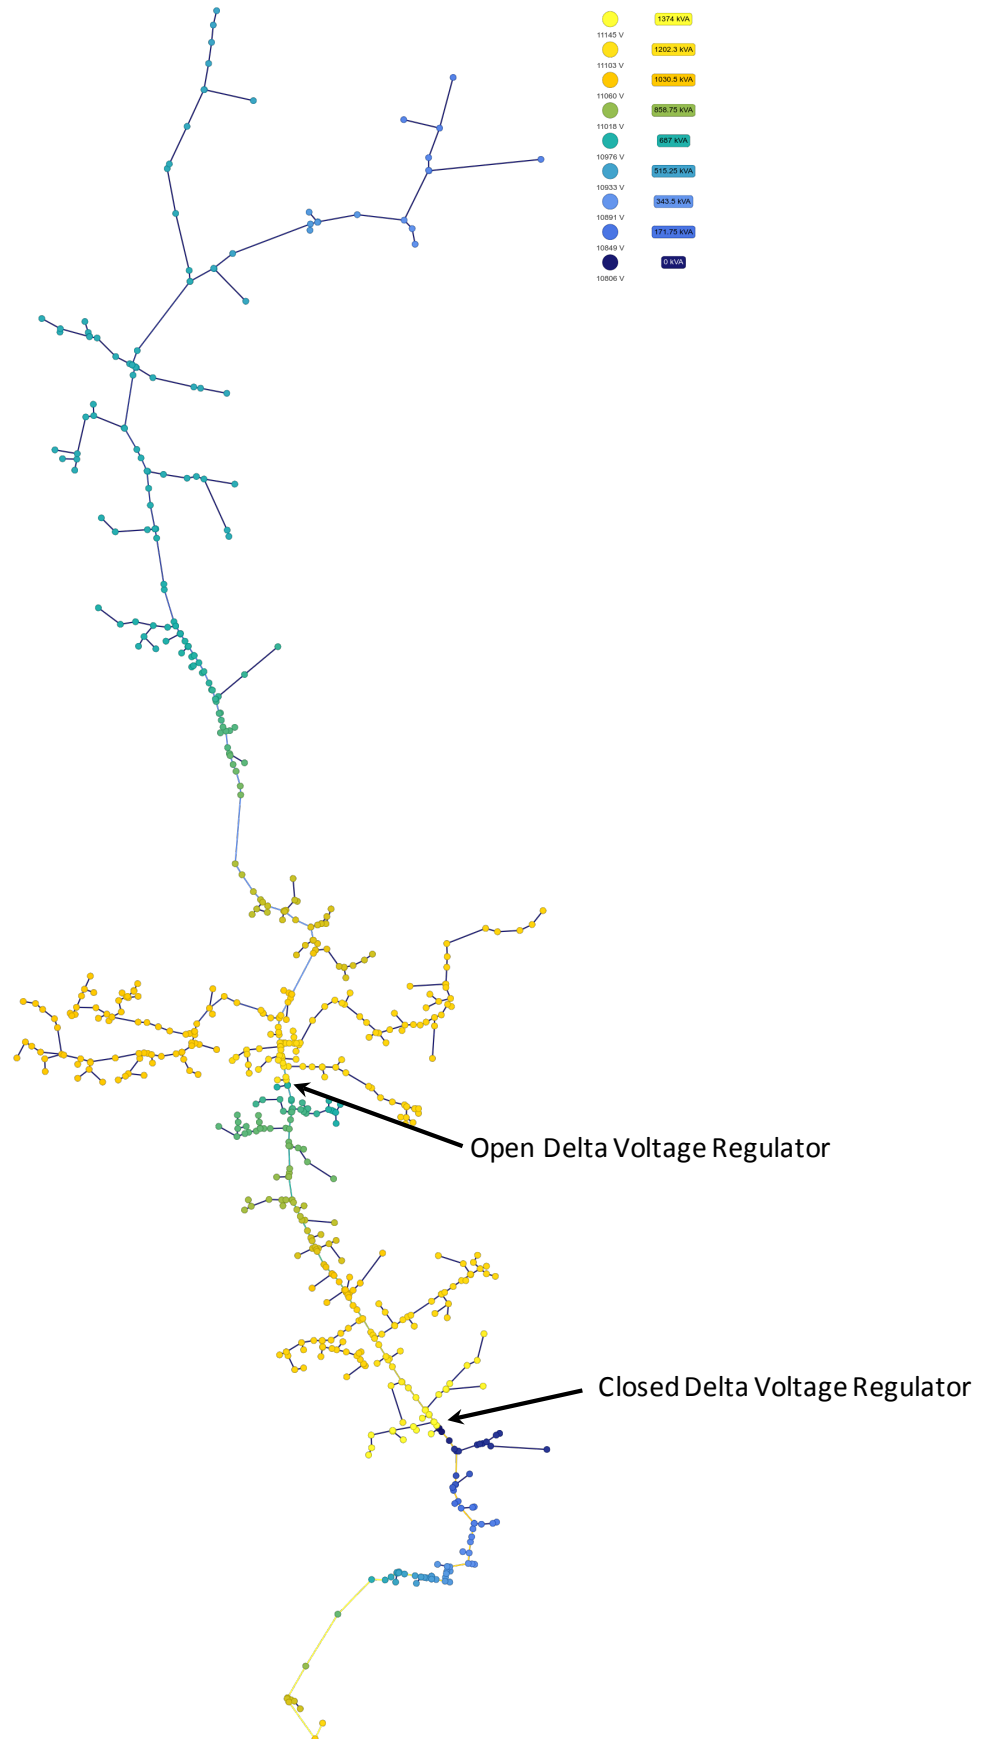 1374 kVA
11145 V
1202.3 kVA
11103 V
1030.5 kVA
11060 V
858.75 kVA
11018 V
687 kVA
10976 V
515.25 kVA
10933 V
343.5 kVA
10891 V
171.75 kVA
10849 V
0 kVA
10806 V
Open Delta Voltage Regulator
Closed Delta Voltage Regulator